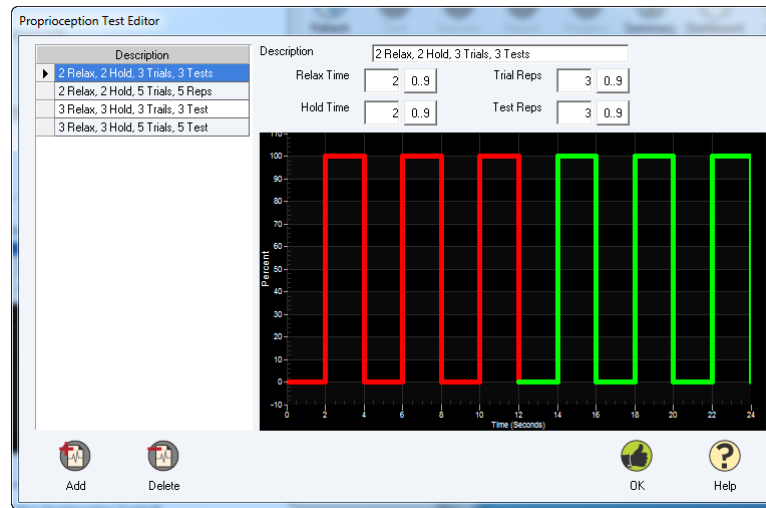 Proprioception Test Editor
Patient
Summary
Dashboard
Description
2 Relax, 2 Hold, 3 Trials, 3 Tests
2 Relax, 2 Hold, 5 Trials, 5 Reps
3 Relax, 3 Hold, 3 Trials, 3 Test
3 Relax, 3 Hold, 5 Trials, 5 Test
Description 2 Relax, 2 Hold, 3 Trials, 3 Tests
Relax Time 2 0..9 Trial Reps 3 0..9
Hold Time 2 0..9 Test Reps 3 0..9
110
100
90
80
70
60
50
40
30
20
10
0
-10
Percent
0 2 4 6 8 10 12 14 16 18 20 22 24
Time (Seconds)
Add Delete OK Help